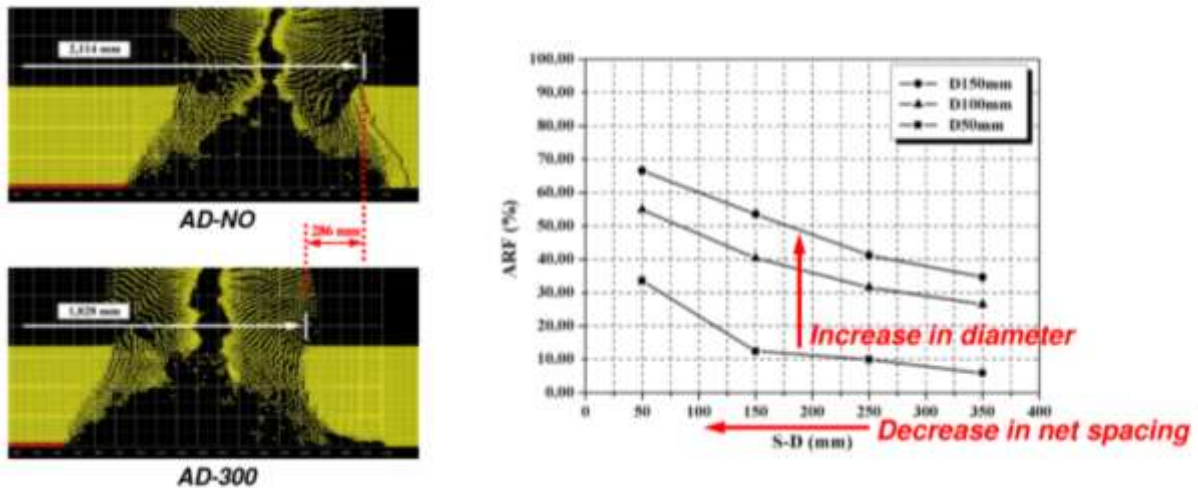 2,114 mm
AD-NO
286 mm
1,828 mm
AD-300
100,00
90,00
80,00
70,00
60,00
50,00
40,00
30,00
20,00
10,00
0,00
ARF (%)
D150mm
D100mm
D50mm
Increase in diameter
0 50 100 150 200 250 300 350 400
S-D (mm)
Decrease in net spacing